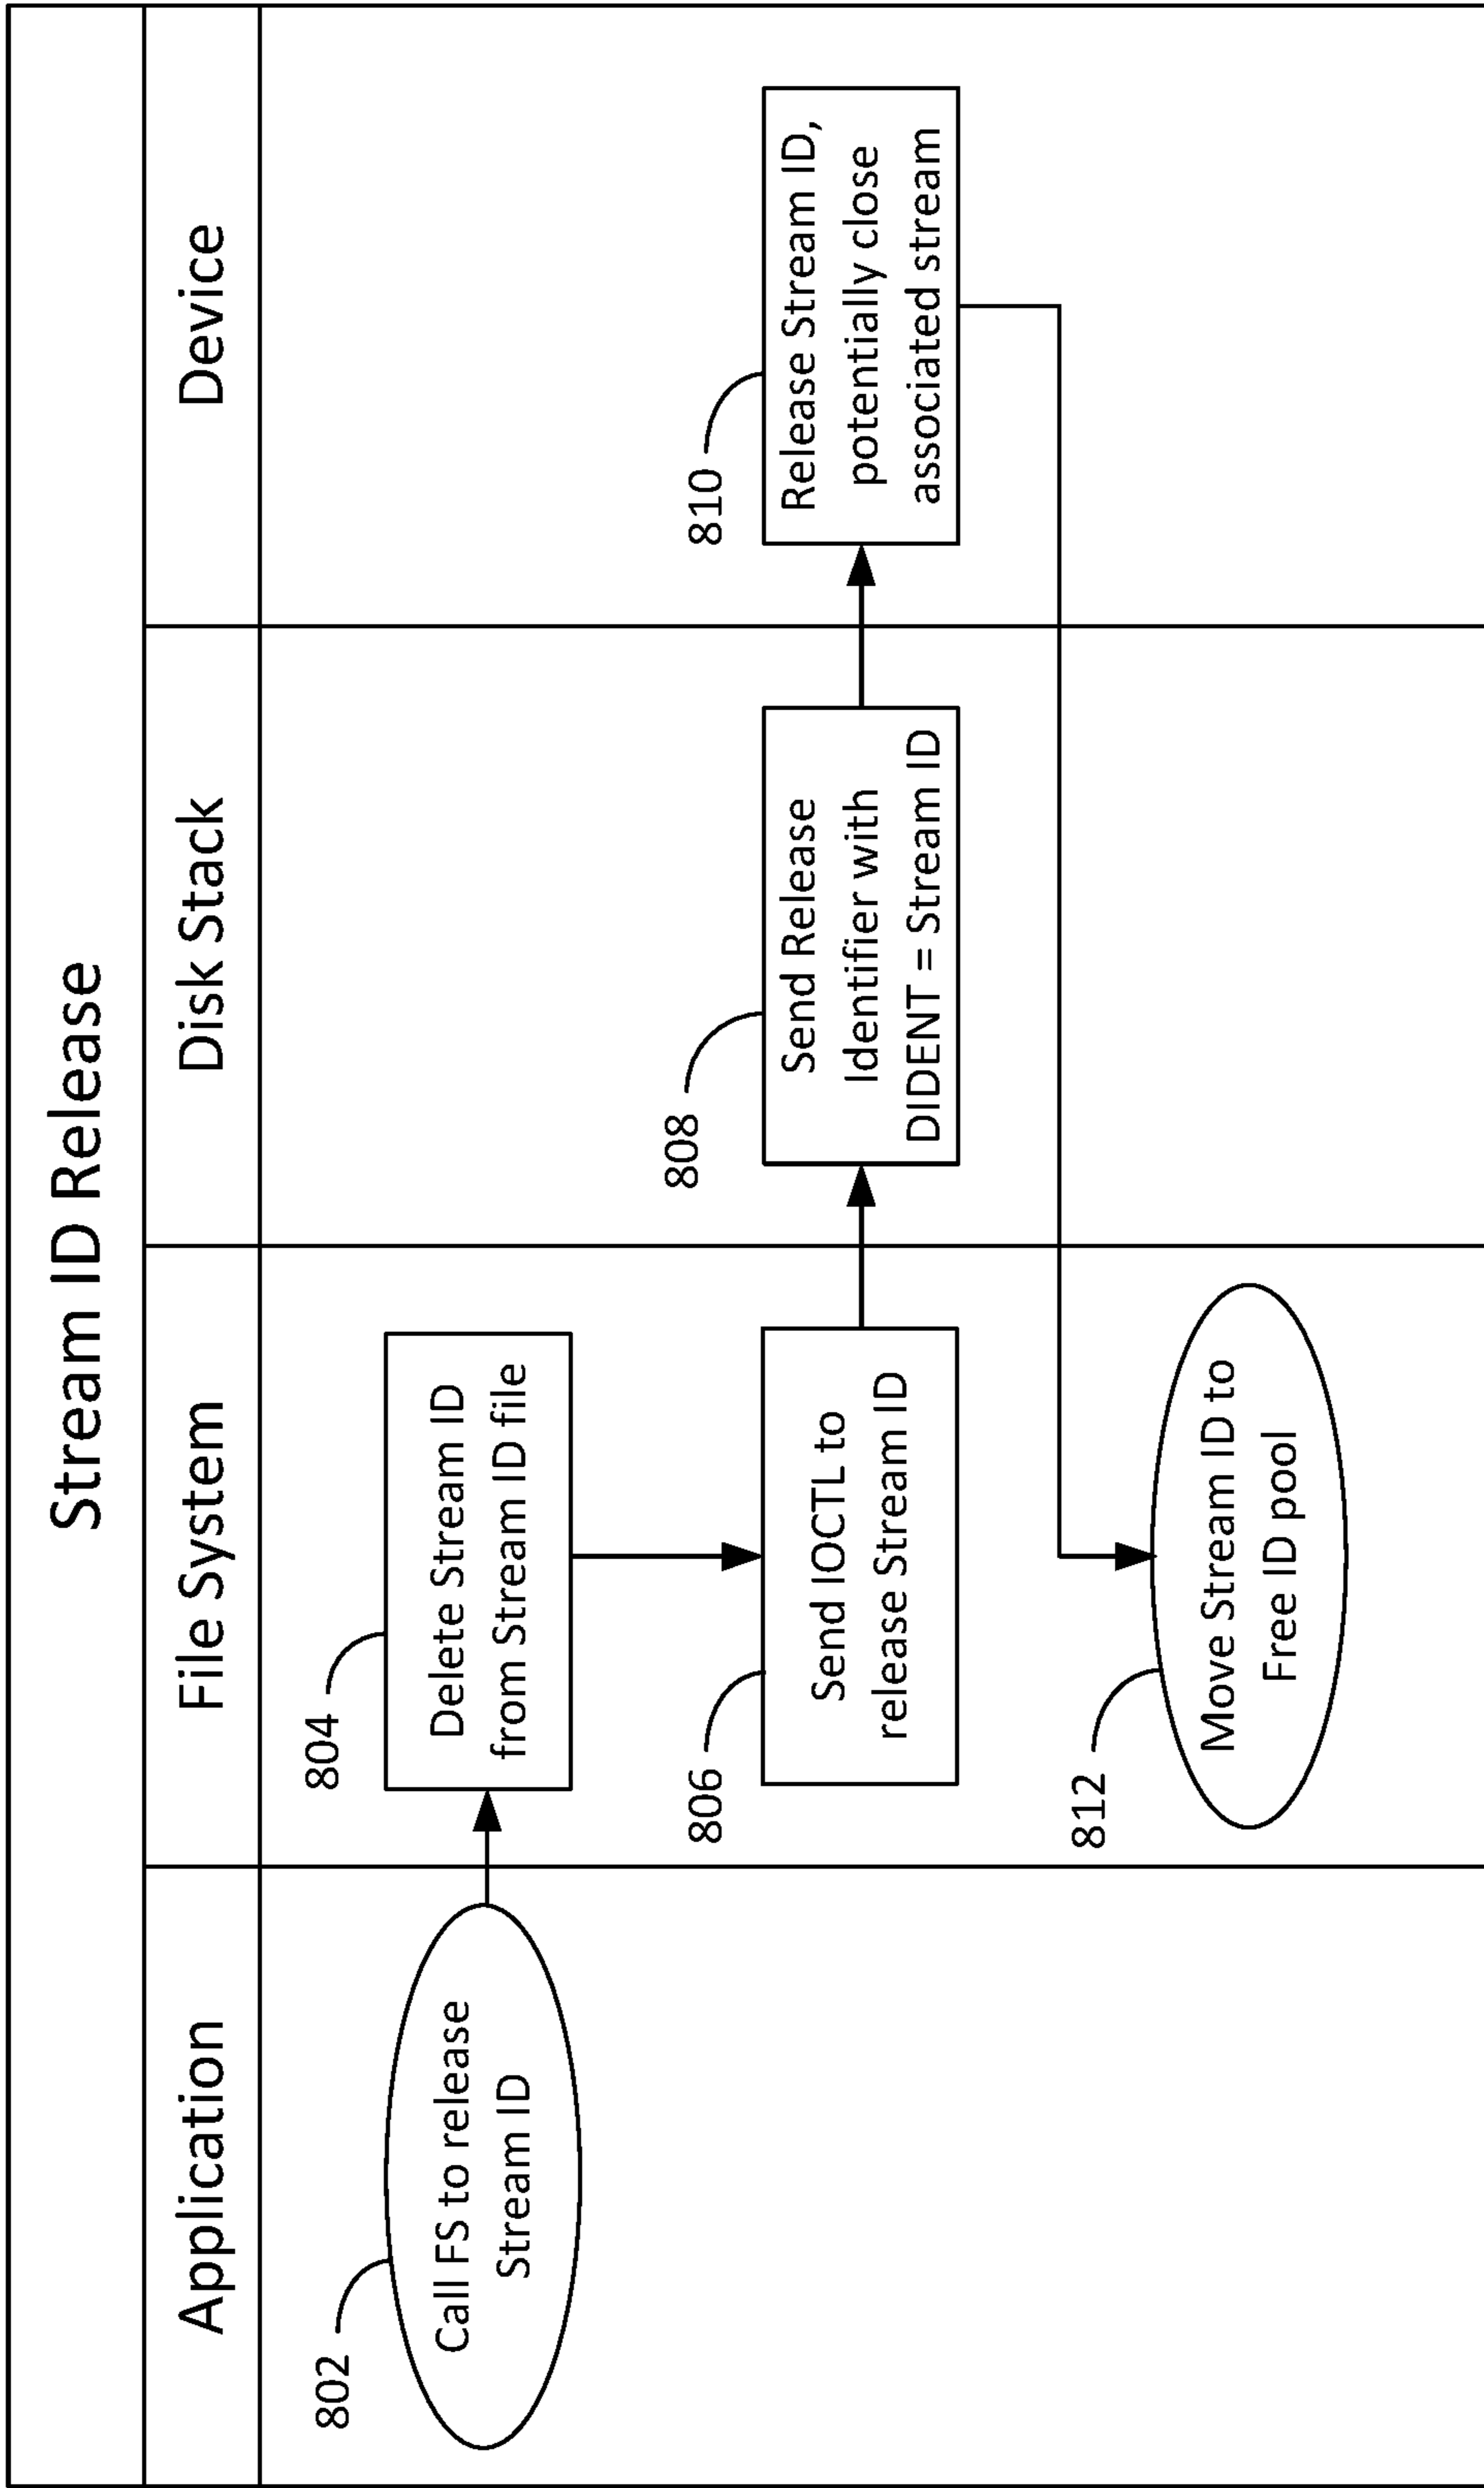 Stream ID Release
Application
File System
Disk Stack
Device
802
Call FS to release
Stream ID
804
Delete Stream ID
from Stream ID file
806
Send IOCTL to
release Stream ID
808
Send Release
Identifier with
DIDENT = Stream ID
810
Release Stream ID,
potentially close
associated stream
812
Move Stream ID to
Free ID pool